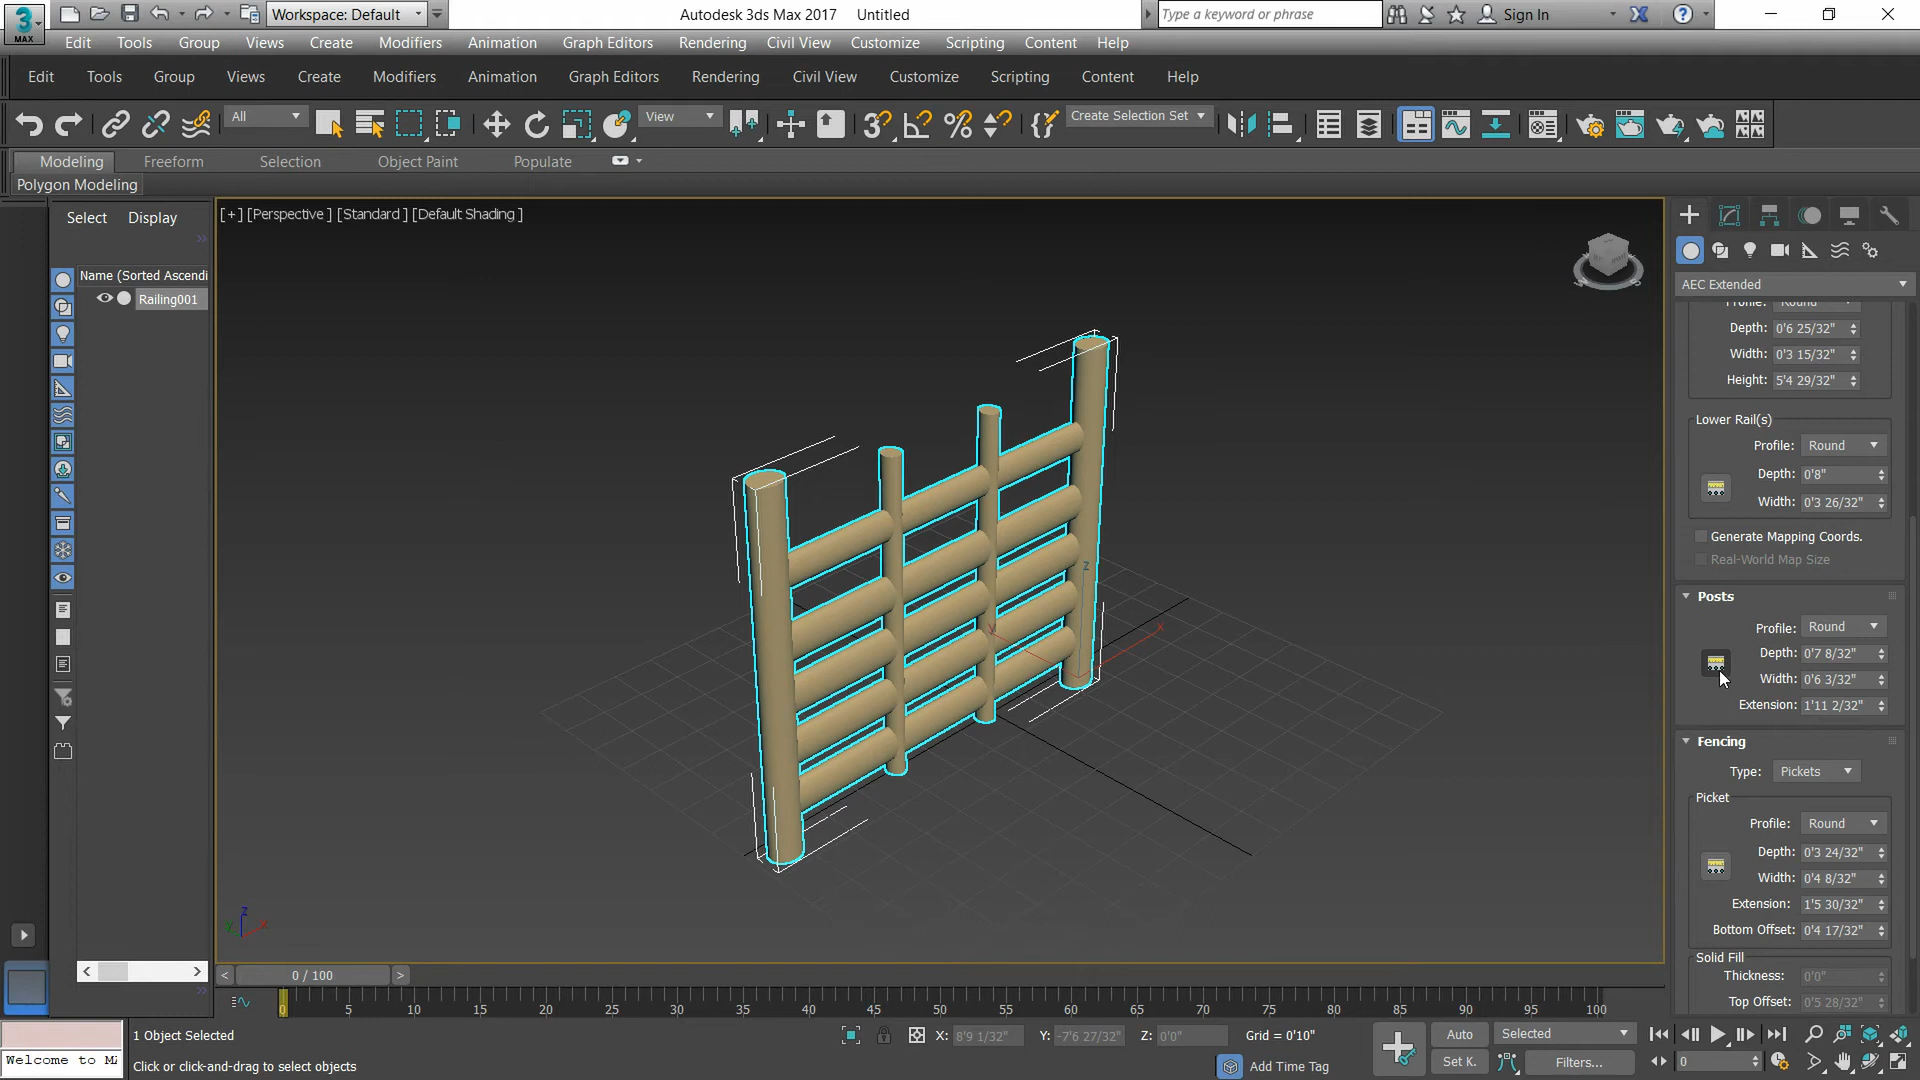 Workspace: Default
Autodesk 3ds Max 2017 Untitled
Type a keyword or phrase
Sign In
3
MAX
Edit Tools Group Views Create Modifiers Animation Graph Editors Rendering Civil View Customize Scripting Content Help
Edit Tools Group Views Create Modifiers Animation Graph Editors Rendering Civil View Customize Scripting Content Help
All
View
Create Selection Set
Modeling Freeform Selection Object Paint Populate
Polygon Modeling
Select Display
[+] [Perspective ] [Standard ] [Default Shading ]
Name (Sorted Ascendi
Railing001
AEC Extended
Profile: Round
Depth: 0'6 25/32"
Width: 0'3 15/32"
Height: 5'4 29/32"
Lower Rail(s)
Profile: Round
Depth: 0'8"
Width: 0'3 26/32"
Generate Mapping Coords.
Real-World Map Size
Posts
Profile: Round
Depth: 0'7 8/32"
Width: 0'6 3/32"
Extension: 1'11 2/32"
Fencing
Type: Pickets
Picket
Profile: Round
Depth: 0'3 24/32"
Width: 0'4 8/32"
Extension: 1'5 30/32"
Bottom Offset: 0'4 17/32"
Solid Fill
Thickness: 0'0"
Top Offset: 0'5 28/32"
z
y
x
z
y
x
< 0 / 100 >
0 5 10 15 20 25 30 35 40 45 50 55 60 65 70 75 80 85 90 95 100
1 Object Selected
X: 8'9 1/32" Y: -7'6 27/32" Z: 0'0" Grid = 0'10"
Auto Selected
Welcome to MA
Click or click-and-drag to select objects
Add Time Tag
Set K. Filters...
0